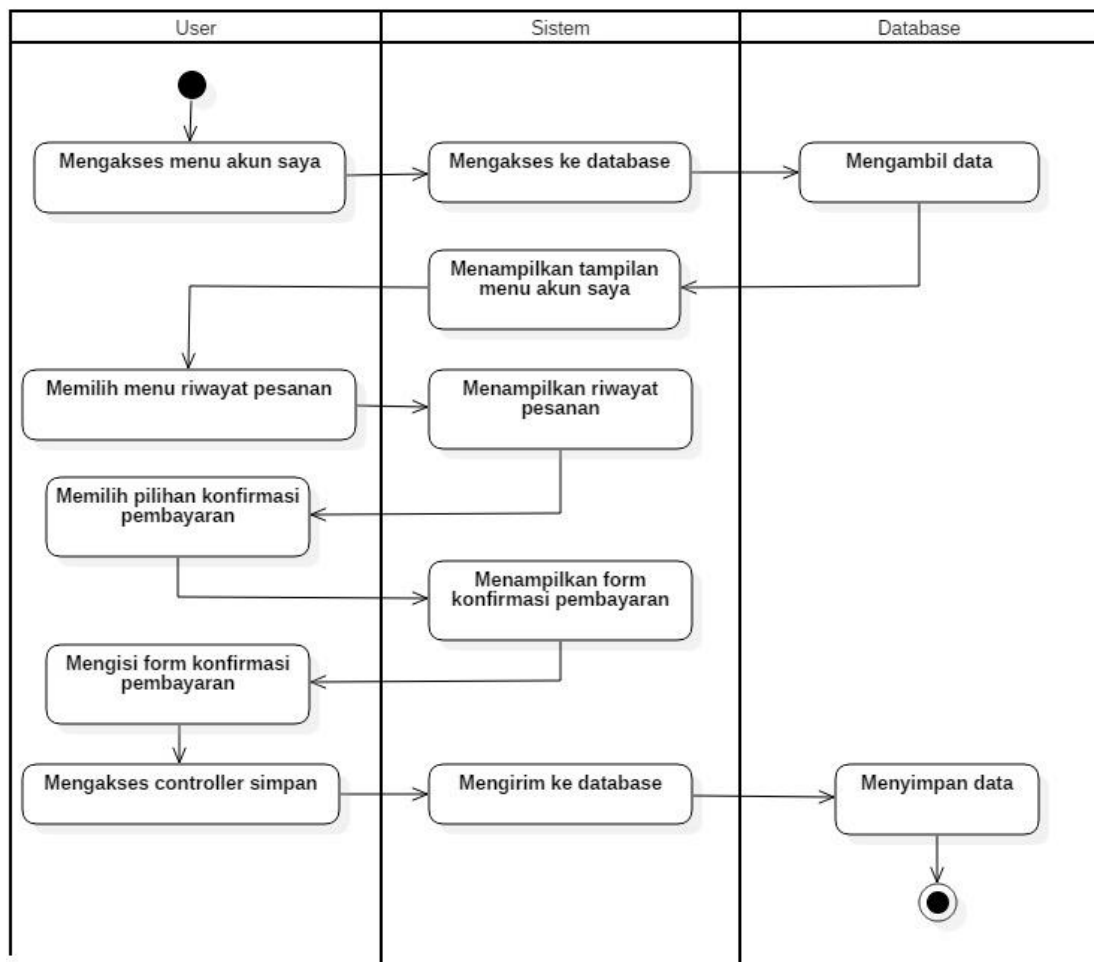 User
Sistem
Database
Mengakses menu akun saya
Mengakses ke database
Mengambil data
Menampilkan tampilan
menu akun saya
Memilih menu riwayat pesanan
Menampilkan riwayat
pesanan
Memilih pilihan konfirmasi
pembayaran
Menampilkan form
konfirmasi pembayaran
Mengisi form konfirmasi
pembayaran
Mengakses controller simpan
Mengirim ke database
Menyimpan data